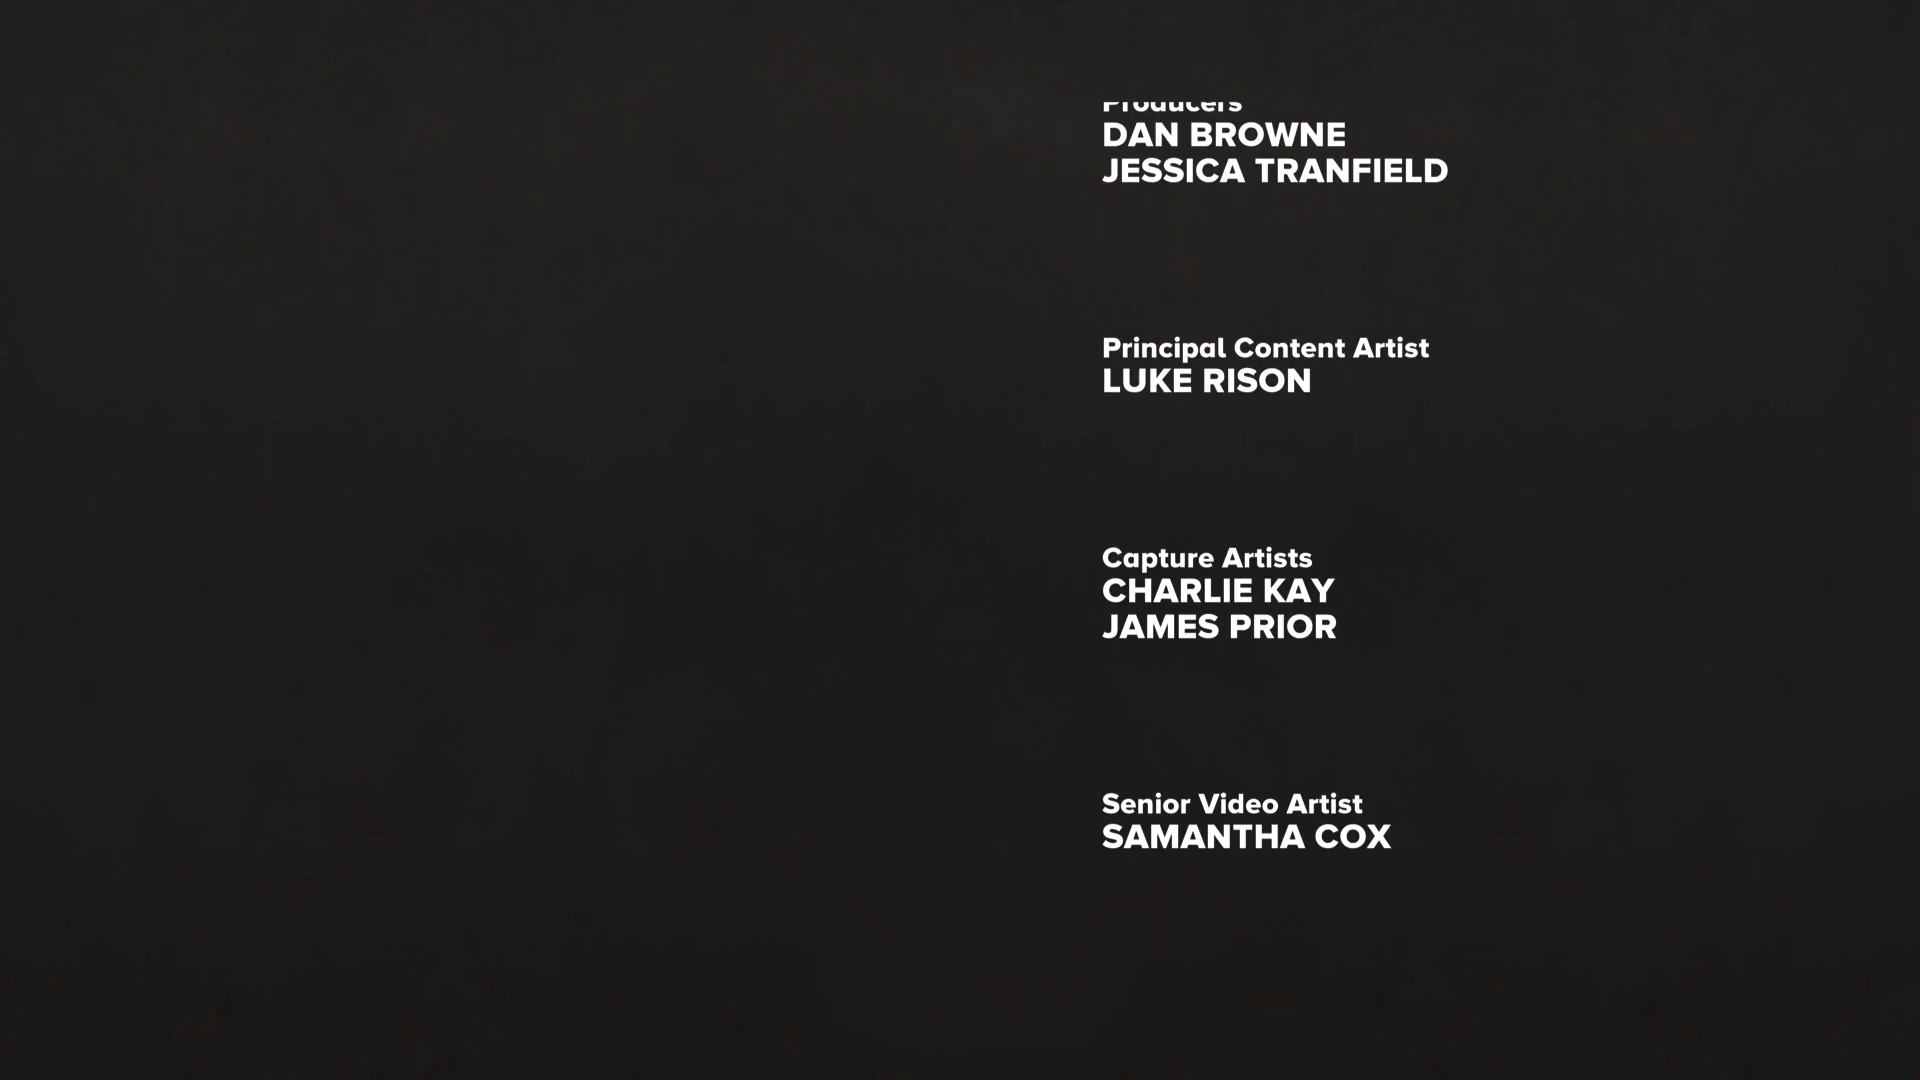 Producers
DAN BROWNE
JESSICA TRANFIELD
Principal Content Artist
LUKE RISON
Capture Artists
CHARLIE KAY
JAMES PRIOR
Senior Video Artist
SAMANTHA COX